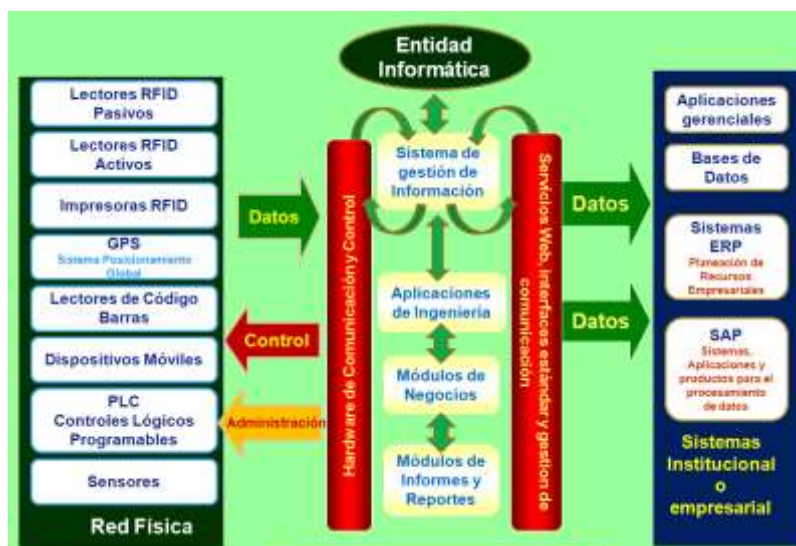 Entidad
Informática
Lectores RFID
Pasivos
Lectores RFID
Activos
Impresoras RFID
GPS
Sistema Posicionamiento
Global
Lectores de Código
Barras
Dispositivos Móviles
PLC
Controles Lógicos
Programables
Sensores
Red Física
Datos
Control
Administración
Hardware de Comunicación y Control
Sistema de
gestión de
Información
Aplicaciones
de Ingeniería
Módulos de
Negocios
Módulos de
Informes y
Reportes
Servicios Web, interfaces estándar y gestion de
comunicación
Datos
Datos
Aplicaciones
gerenciales
Bases de
Datos
Sistemas
ERP
Planeación de
Recursos
Empresariales
SAP
Sistemas,
Aplicaciones y
productos para el
procesamiento
de datos
Sistemas
Institucional
o
empresarial